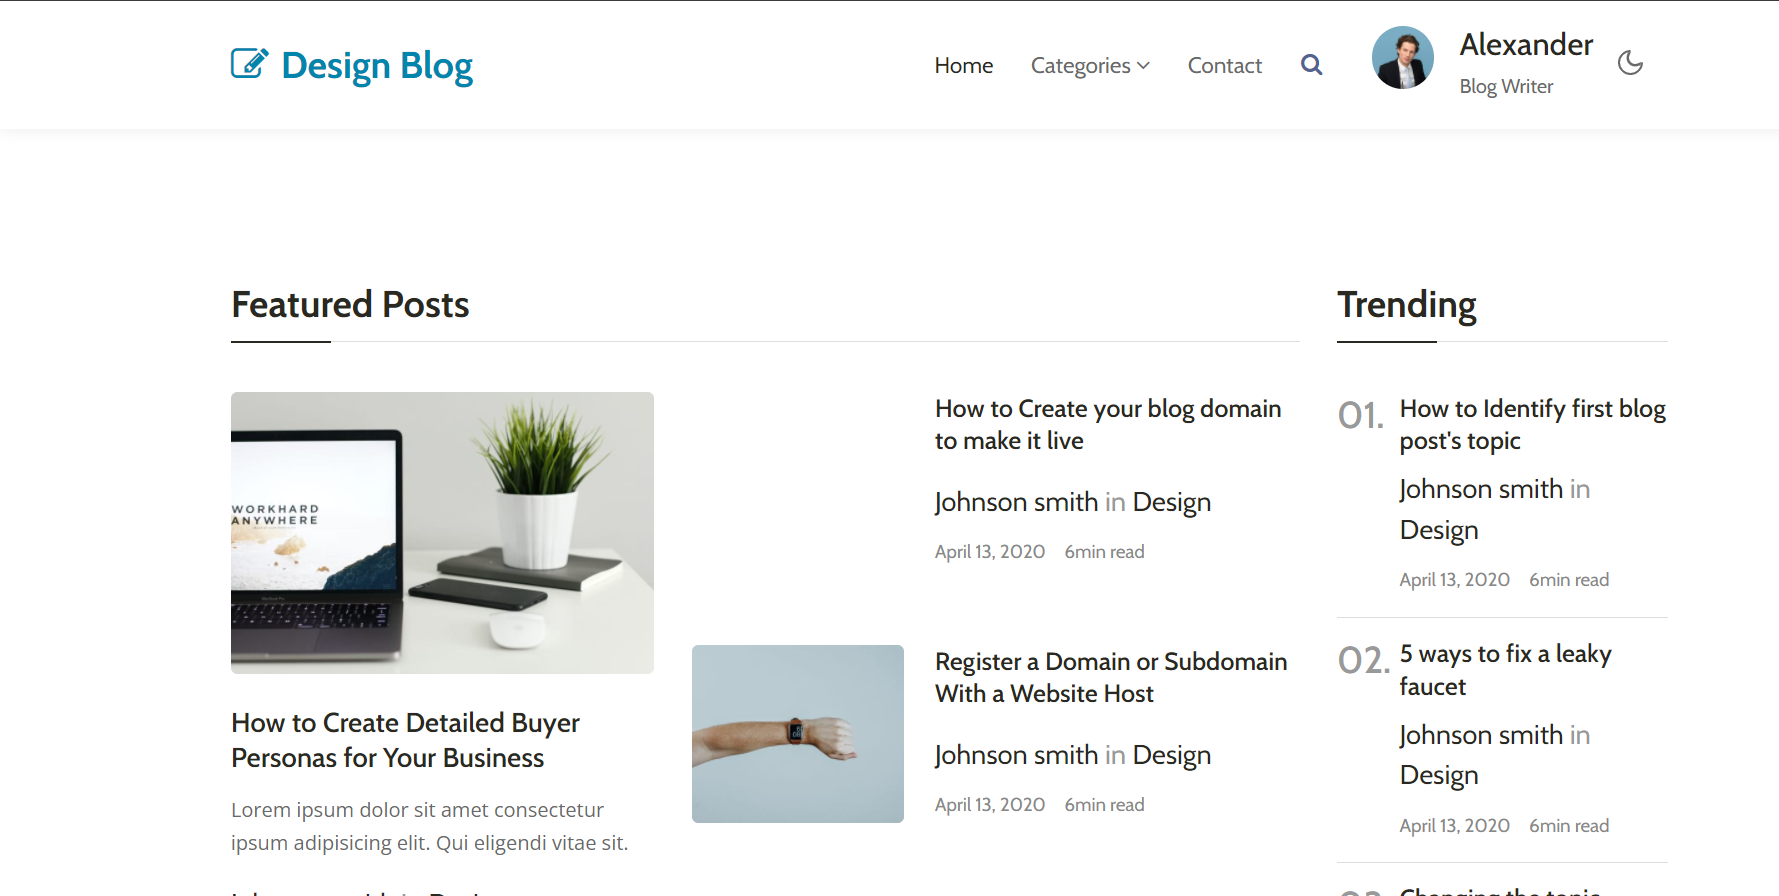 Design Blog
Home
Categories
Contact
Alexander
Blog Writer
Featured Posts
WORKHARD
ANYWHERE
How to Create Detailed Buyer
Personas for Your Business
Lorem ipsum dolor sit amet consectetur
ipsum adipisicing elit. Qui eligendi vitae sit.
How to Create your blog domain
to make it live
Johnson smith in Design
April 13, 2020 6min read
Register a Domain or Subdomain
With a Website Host
Johnson smith in Design
April 13, 2020 6min read
Trending
01.
How to Identify first blog
post's topic
Johnson smith in
Design
April 13, 2020 6min read
02.
5 ways to fix a leaky
faucet
Johnson smith in
Design
April 13, 2020 6min read